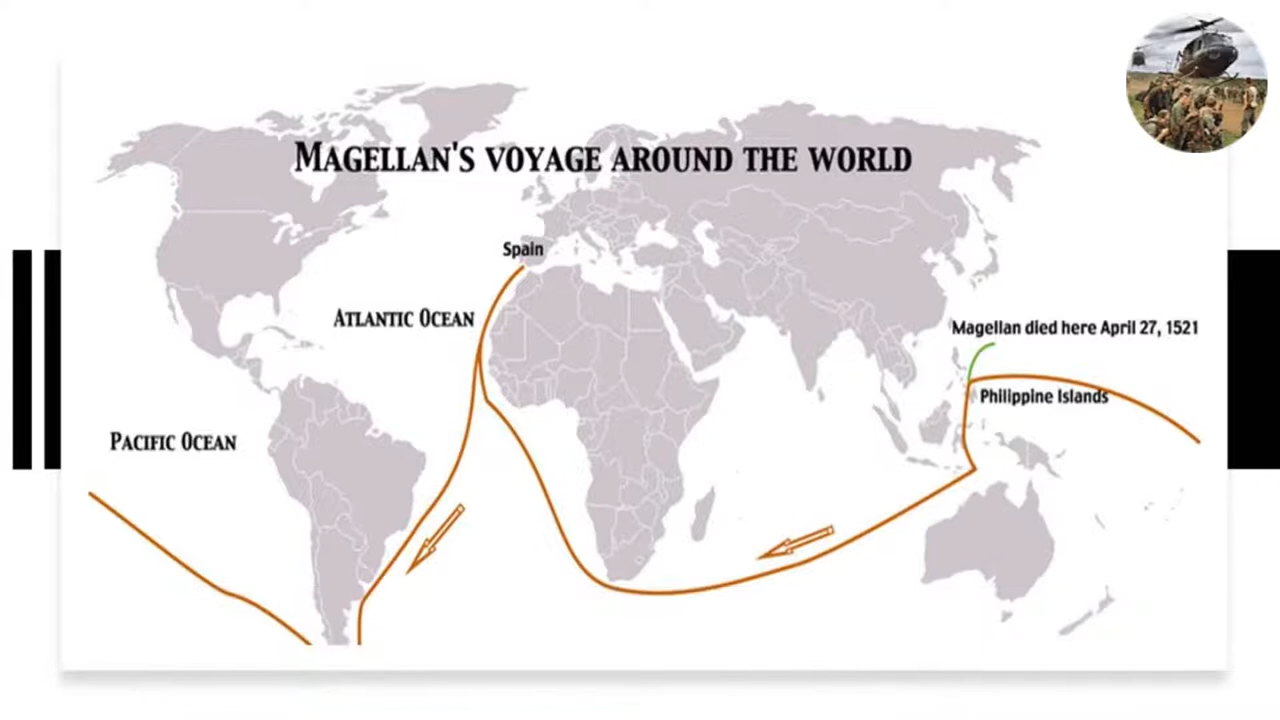 MAGELLAN'S VOYAGE AROUND THE WORLD
Spain
ATLANTIC OCEAN
Magellan died here April 27, 1521
Philippine Islands
PACIFIC OCEAN